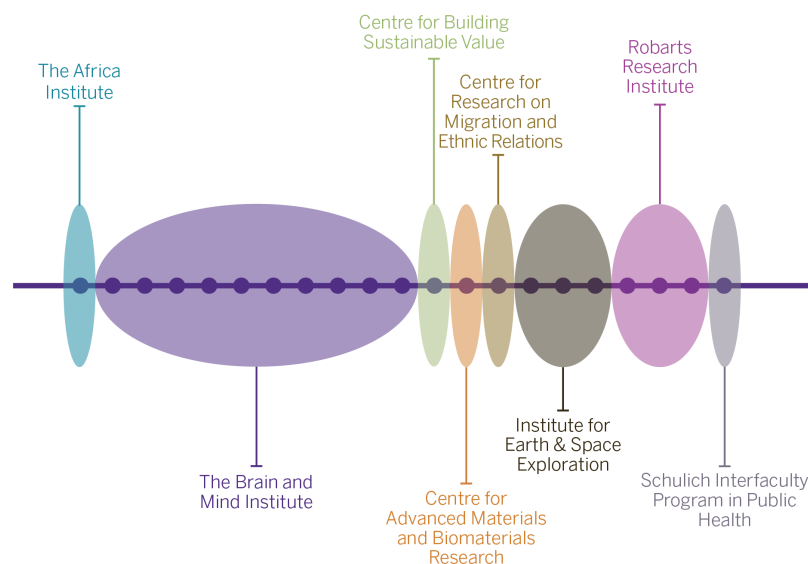 The Africa
Institute
Centre for Building
Sustainable Value
Centre for
Research on
Migration and
Ethnic Relations
Robarts
Research
Institute
The Brain and
Mind Institute
Centre for
Advanced Materials
and Biomaterials
Research
Institute for
Earth & Space
Exploration
Schulich Interfaculty
Program in Public
Health